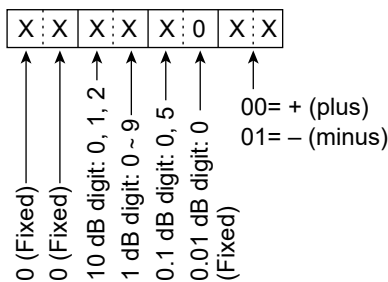 X X X X X 0 X X
0 (Fixed)
0 (Fixed)
10 dB digit: 0, 1, 2
1 dB digit: 0 ~ 9
0.1 dB digit: 0, 5
0.01 dB digit: 0
(Fixed)
00= + (plus)
01= – (minus)